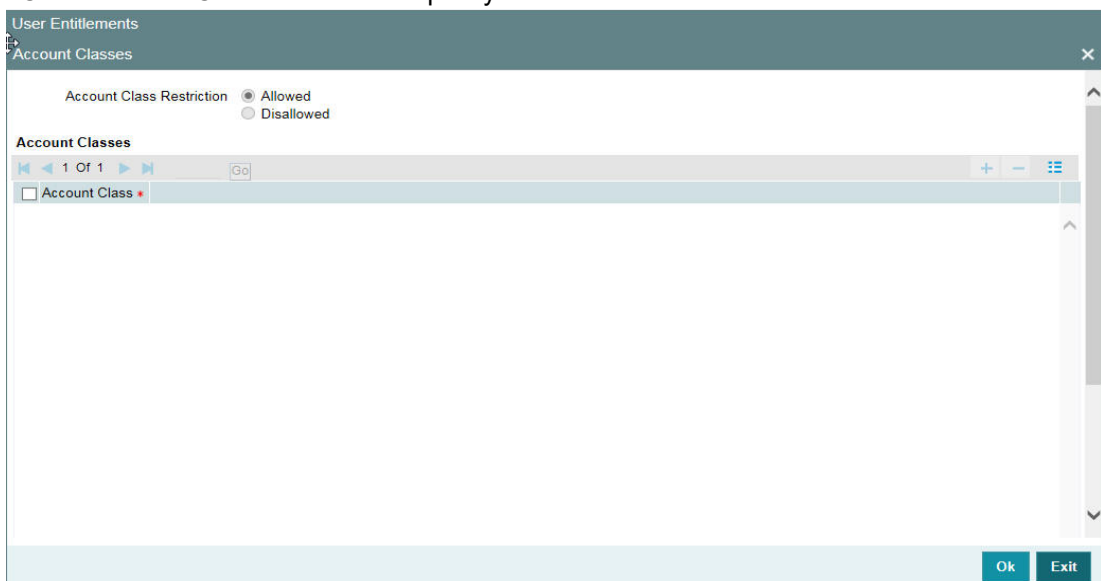 User Entitlements
Account Classes
Account Class Restriction Allowed
Disallowed
Account Classes
1 Of 1 Go
Account Class *
Ok Exit